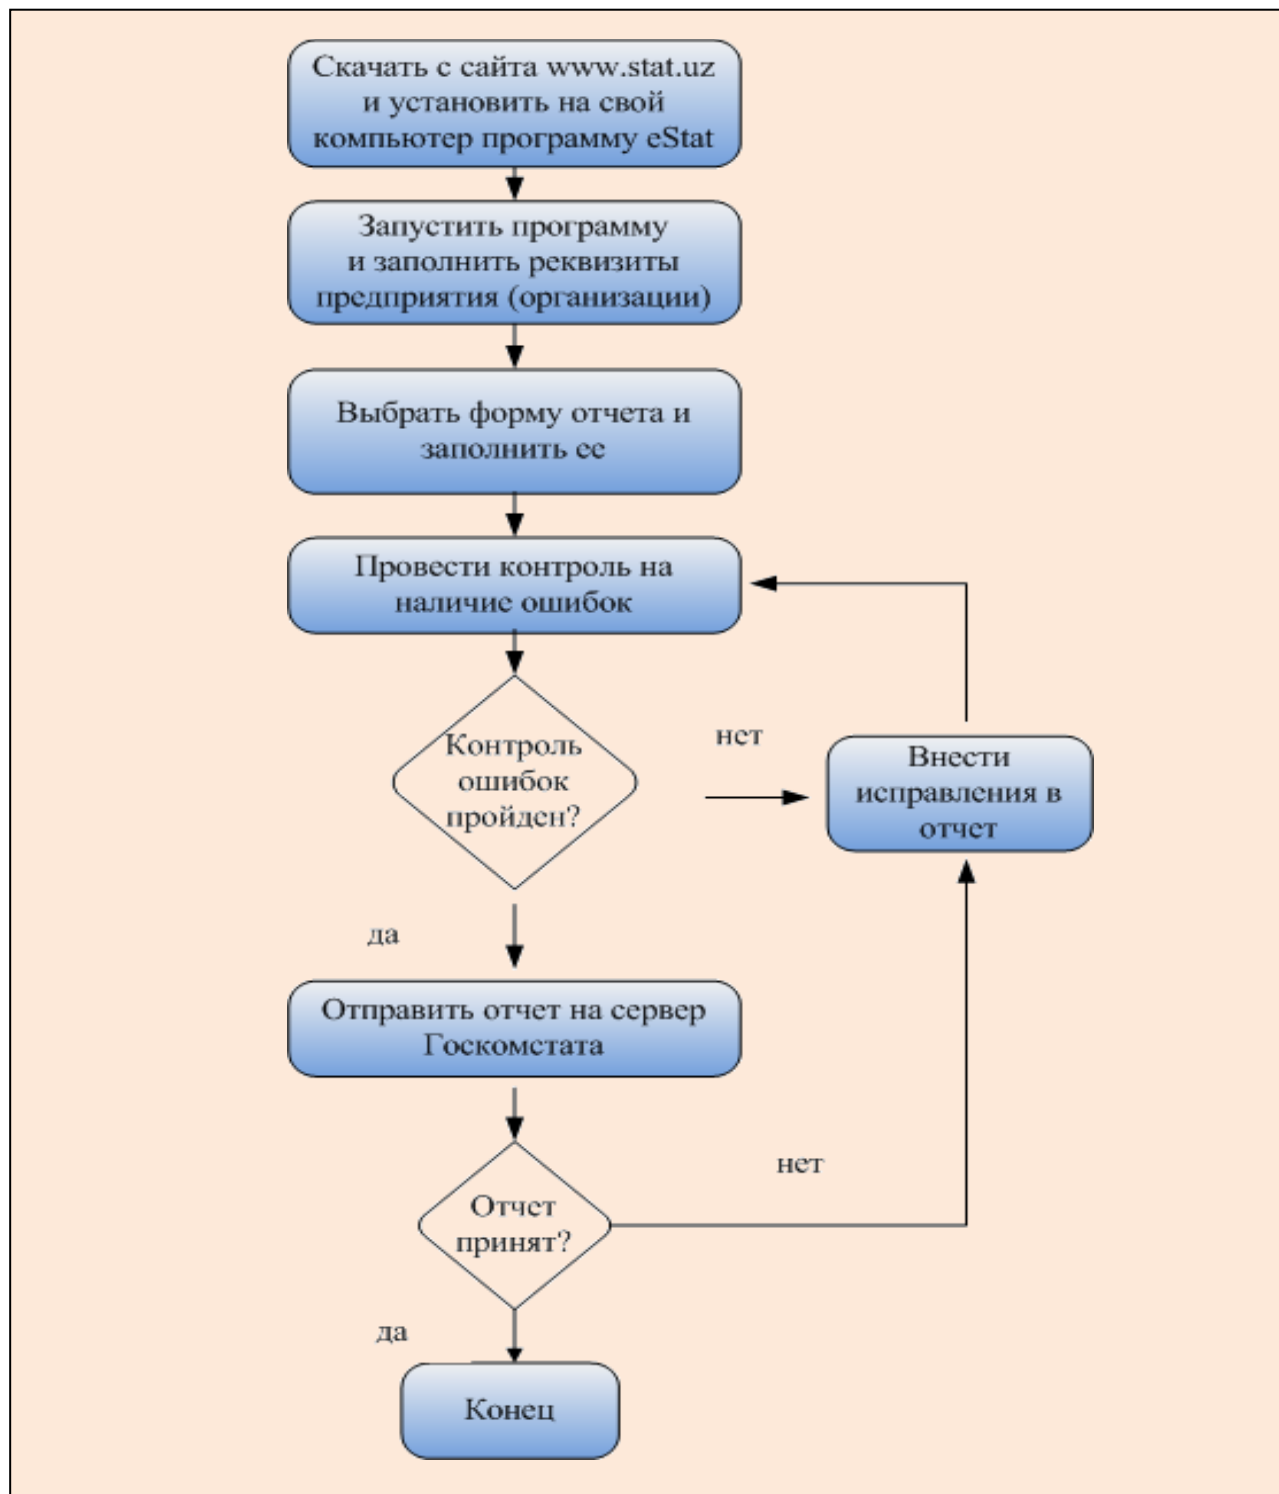 Скачать с сайта www.stat.uz
и установить на свой
компьютер программу eStat
Запустить программу
и заполнить реквизиты
предприятия (организации)
Выбрать форму отчета и
заполнить ее
Провести контроль на
наличие ошибок
Контроль
ошибок
пройден?
нет
Внести
исправления в
отчет
да
Отправить отчет на сервер
Госкомстата
Отчет
принят?
нет
да
Конец